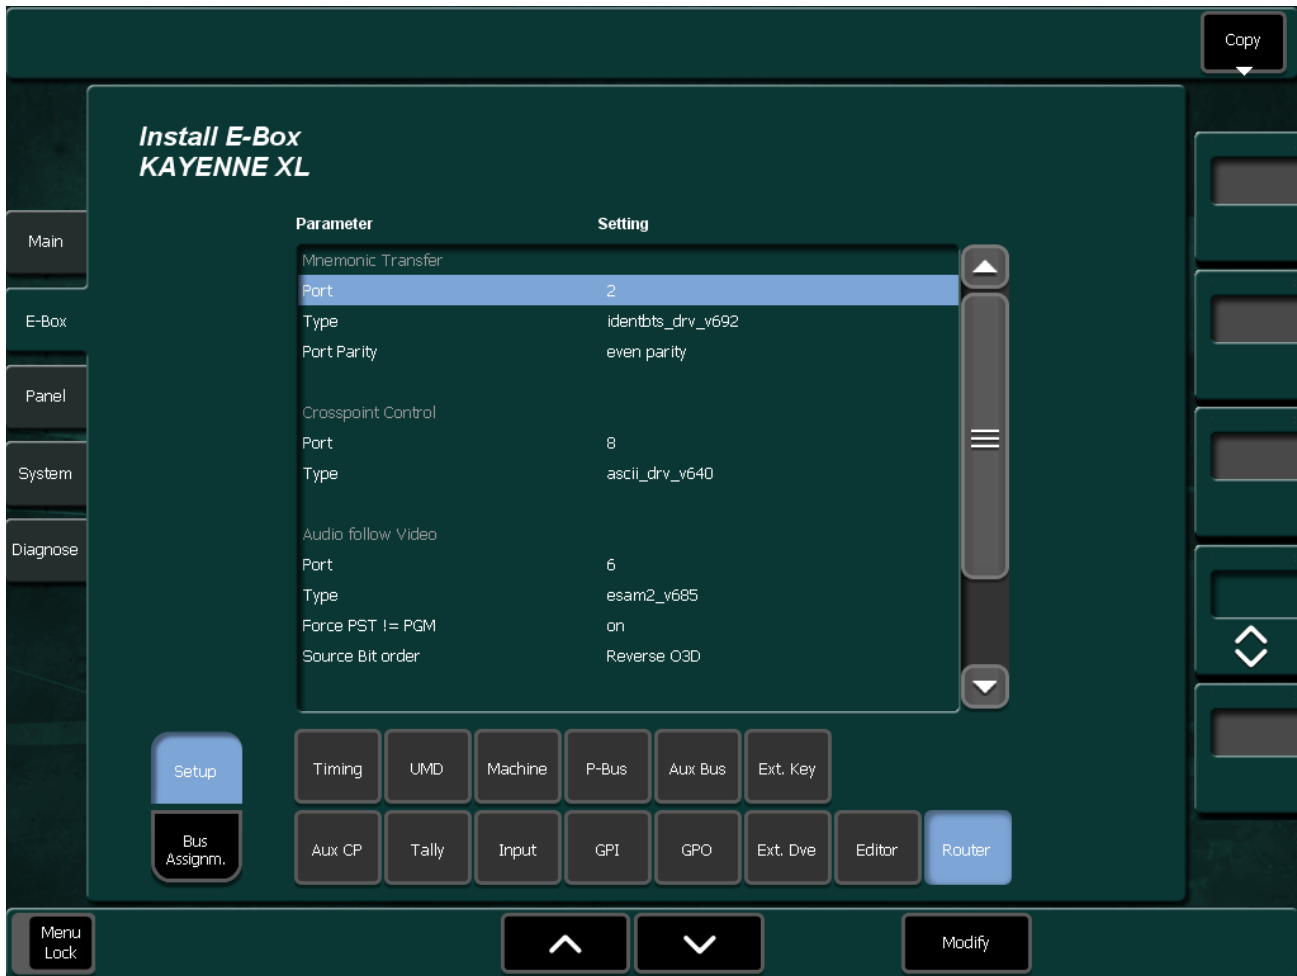 Copy
Install E-Box
KAYENNE XL
Parameter Setting
Main
E-Box
Panel
System
Diagnose
Mnemonic Transfer
Port 2
Type identbts_drv_v692
Port Parity even parity
Crosspoint Control
Port 8
Type ascii_drv_v640
Audio follow Video
Port 6
Type esam2_v685
Force PST != PGM on
Source Bit order Reverse O3D
Setup
Timing UMD Machine P-Bus Aux Bus Ext. Key
Bus
Assignm.
Aux CP Tally Input GPI GPO Ext. Dve Editor Router
Menu
Lock
Modify